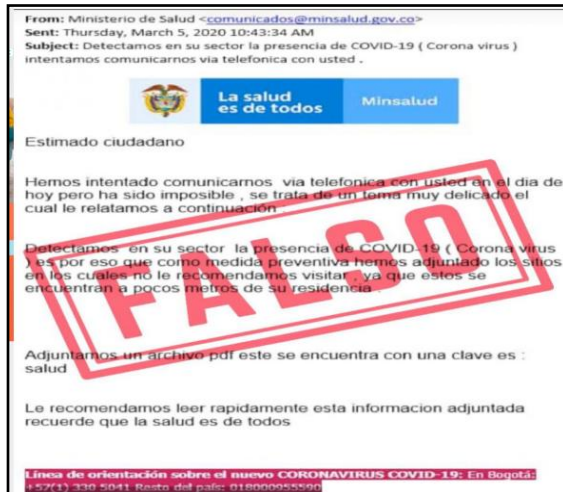 From: Ministerio de Salud <comunicados@minsalud.gov.co>
Sent: Thursday, March 5, 2020 10:43:34 AM
Subject: Detectamos en su sector la presencia de COVID-19 ( Corona virus )
intentamos comunicarnos via telefonica con usted .
La salud
es de todos
Minsalud
Estimado ciudadano
Hemos intentado comunicarnos via telefonica con usted en el dia de
hoy pero ha sido imposible , se trata de un tema muy delicado el
cual le relatamos a continuación .
Detectamos en su sector la presencia de COVID-19 ( Corona virus
) es por eso que como medida preventiva hemos adjuntado los sitios
en los cuales no le recomendamos visitar , ya que estos se
encuentran a pocos metros de su residencia .
FALSO
Adjuntamos un archivo pdf este se encuentra con una clave es :
salud
Le recomendamos leer rapidamente esta informacion adjuntada
recuerde que la salud es de todos
Línea de orientación sobre el nuevo CORONAVIRUS COVID-19: En Bogotá:
+57(1) 330 5041 Resto del país: 018000955590